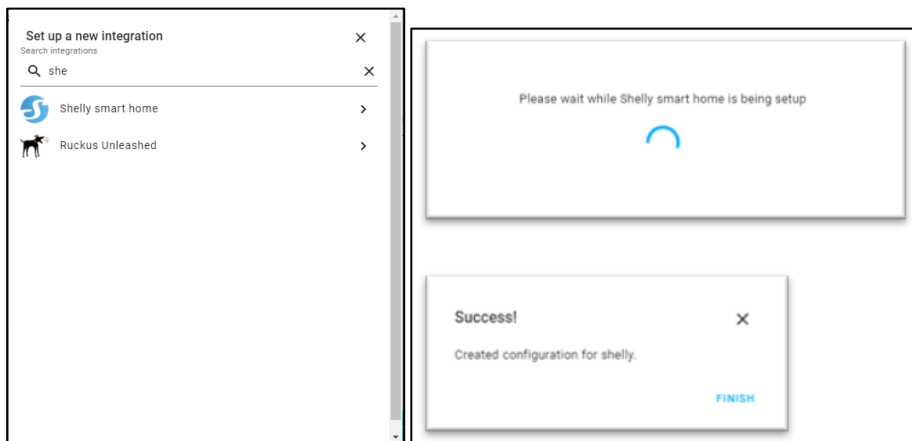 Set up a new integration
Search integrations
she
Shelly smart home
Ruckus Unleashed
Please wait while Shelly smart home is being setup
Success!
Created configuration for shelly.
FINISH